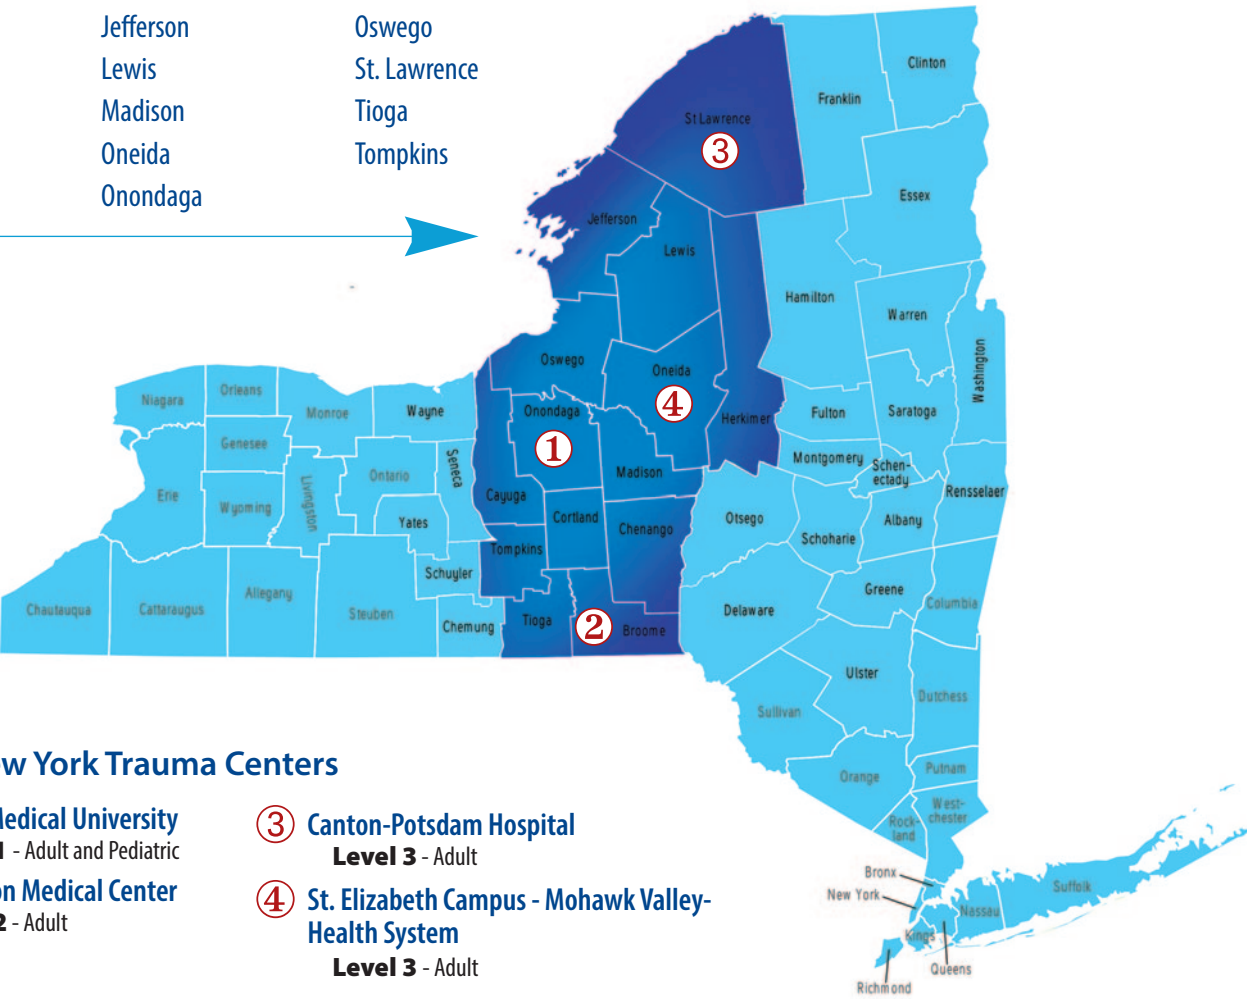 Jefferson
Lewis
Madison
Oneida
Onondaga
Oswego
St. Lawrence
Tioga
Tompkins
Clinton
Franklin
St Lawrence
3
Essex
Jefferson
Lewis
Hamilton
Warren
Washington
Oswego
Oneida
4
Herkimer
Fulton
Saratoga
Niagara
Orleans
Monroe
Wayne
Onondaga
1
Genesee
Erie
Wyoming
Livingston
Ontario
Seneca
Yates
Cayuga
Madison
Montgomery
Schen-
ectady
Rensselaer
Cortland
Chenango
Otsego
Schoharie
Albany
Tompkins
Schuyler
Chautauqua
Cattaraugus
Allegany
Steuben
Chemung
Tioga
2
Broome
Delaware
Greene
Columbia
Ulster
Sullivan
Dutchess
Orange
Putnam
West-
chester
Rock-
land
Bronx
New York
Kings
Nassau
Suffolk
Queens
Richmond
w York Trauma Centers
Medical University
1 - Adult and Pediatric
on Medical Center
2 - Adult
3 Canton-Potsdam Hospital
Level 3 - Adult
4 St. Elizabeth Campus - Mohawk Valley-
Health System
Level 3 - Adult